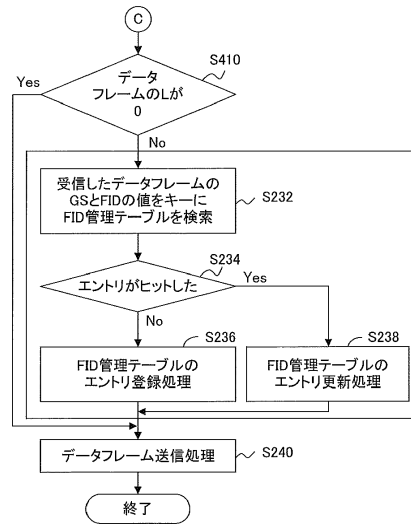 C
データ
フレームのLが
0
S410
Yes
No
受信したデータフレームの
GSとFIDの値をキーに
FID管理テーブルを検索
S232
エントリがヒットした
S234
Yes
No
FID管理テーブルの
エントリ登録処理
S236
FID管理テーブルの
エントリ更新処理
S238
データフレーム送信処理
S240
終了